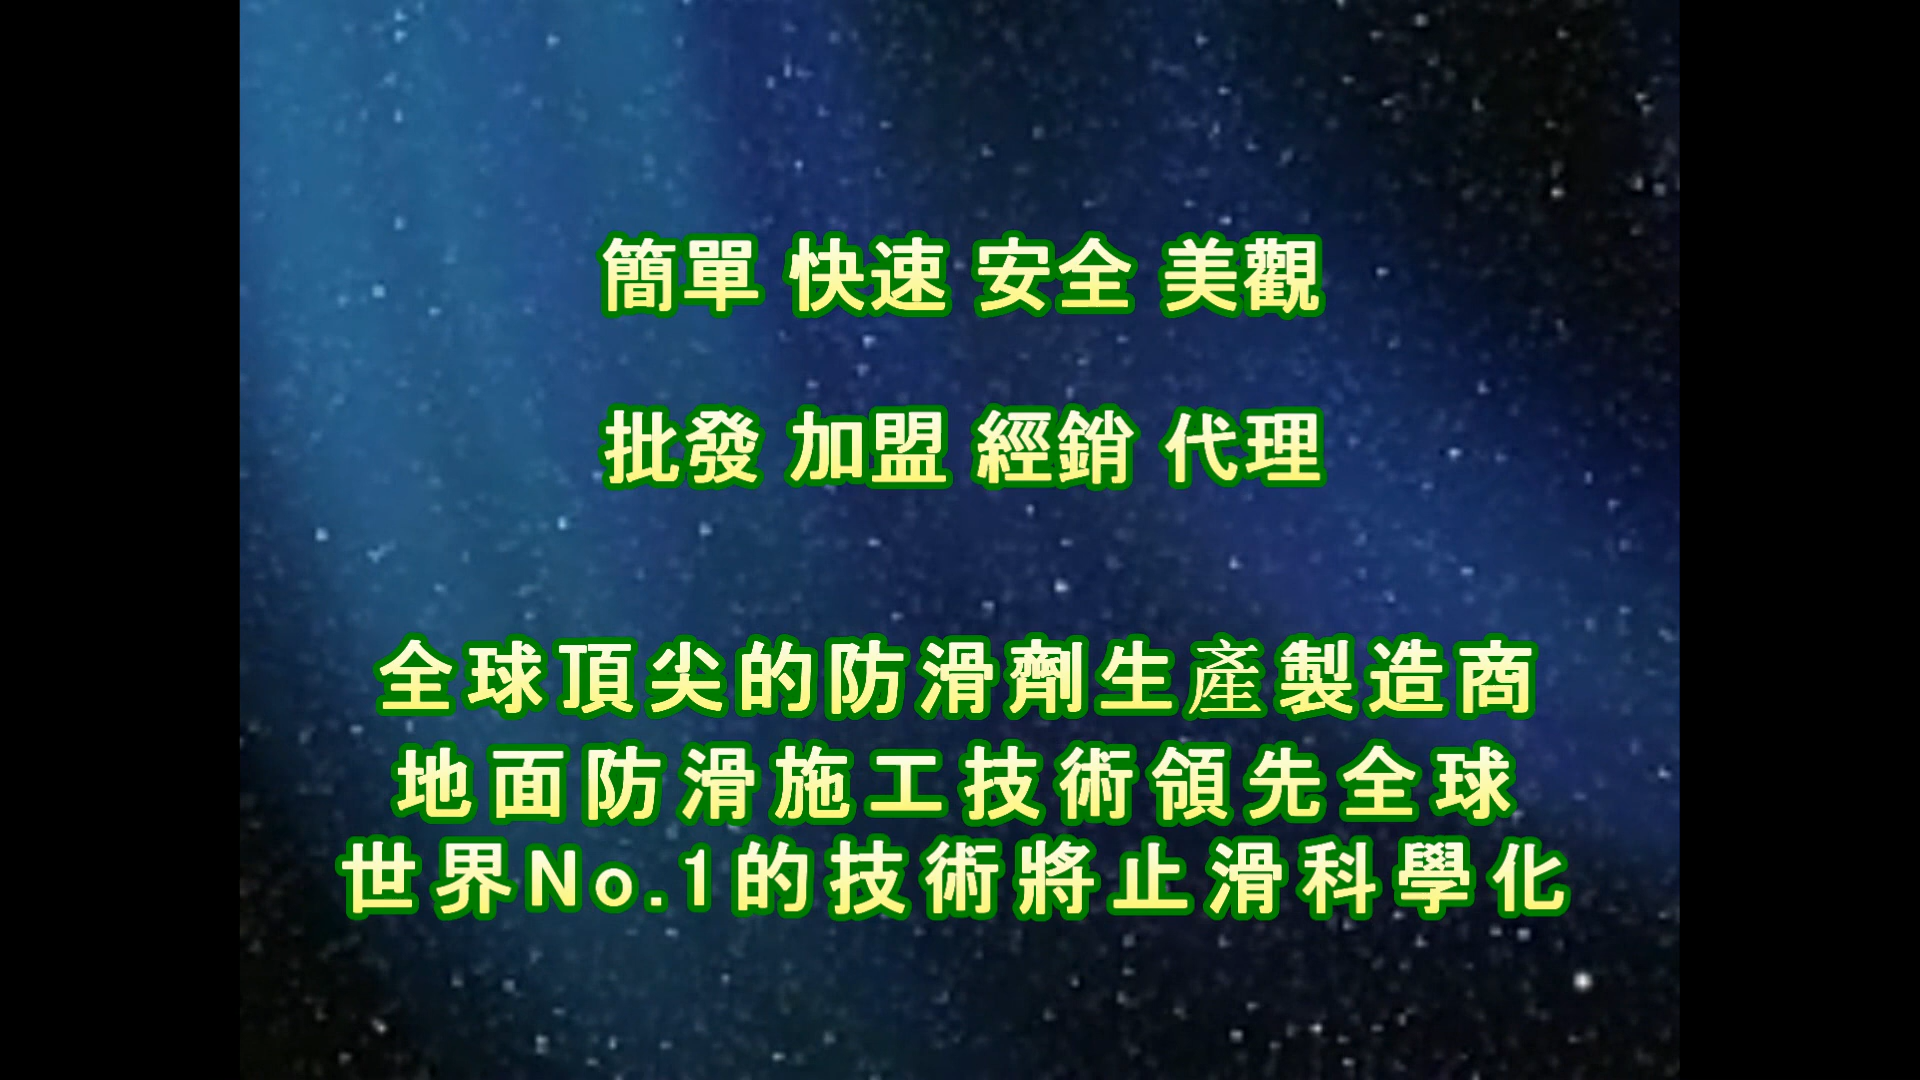 簡單 快速 安全 美觀
批發 加盟 經銷 代理
全球頂尖的防滑劑生產製造商
地面防滑施工技術領先全球
世界No.1的技術將止滑科學化